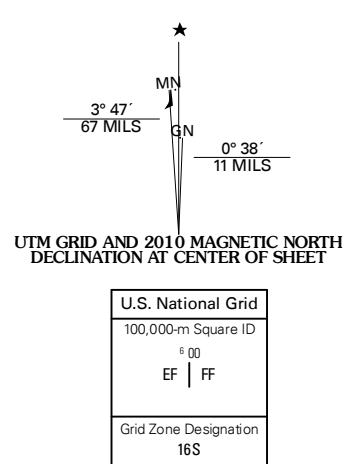 ★
MN
3° 47´
67 MILS
GN
0° 38´
11 MILS
UTM GRID AND 2010 MAGNETIC NORTH
DECLINATION AT CENTER OF SHEET
U.S. National Grid
100,000-m Square ID
6 00
EF FF
Grid Zone Designation
16S